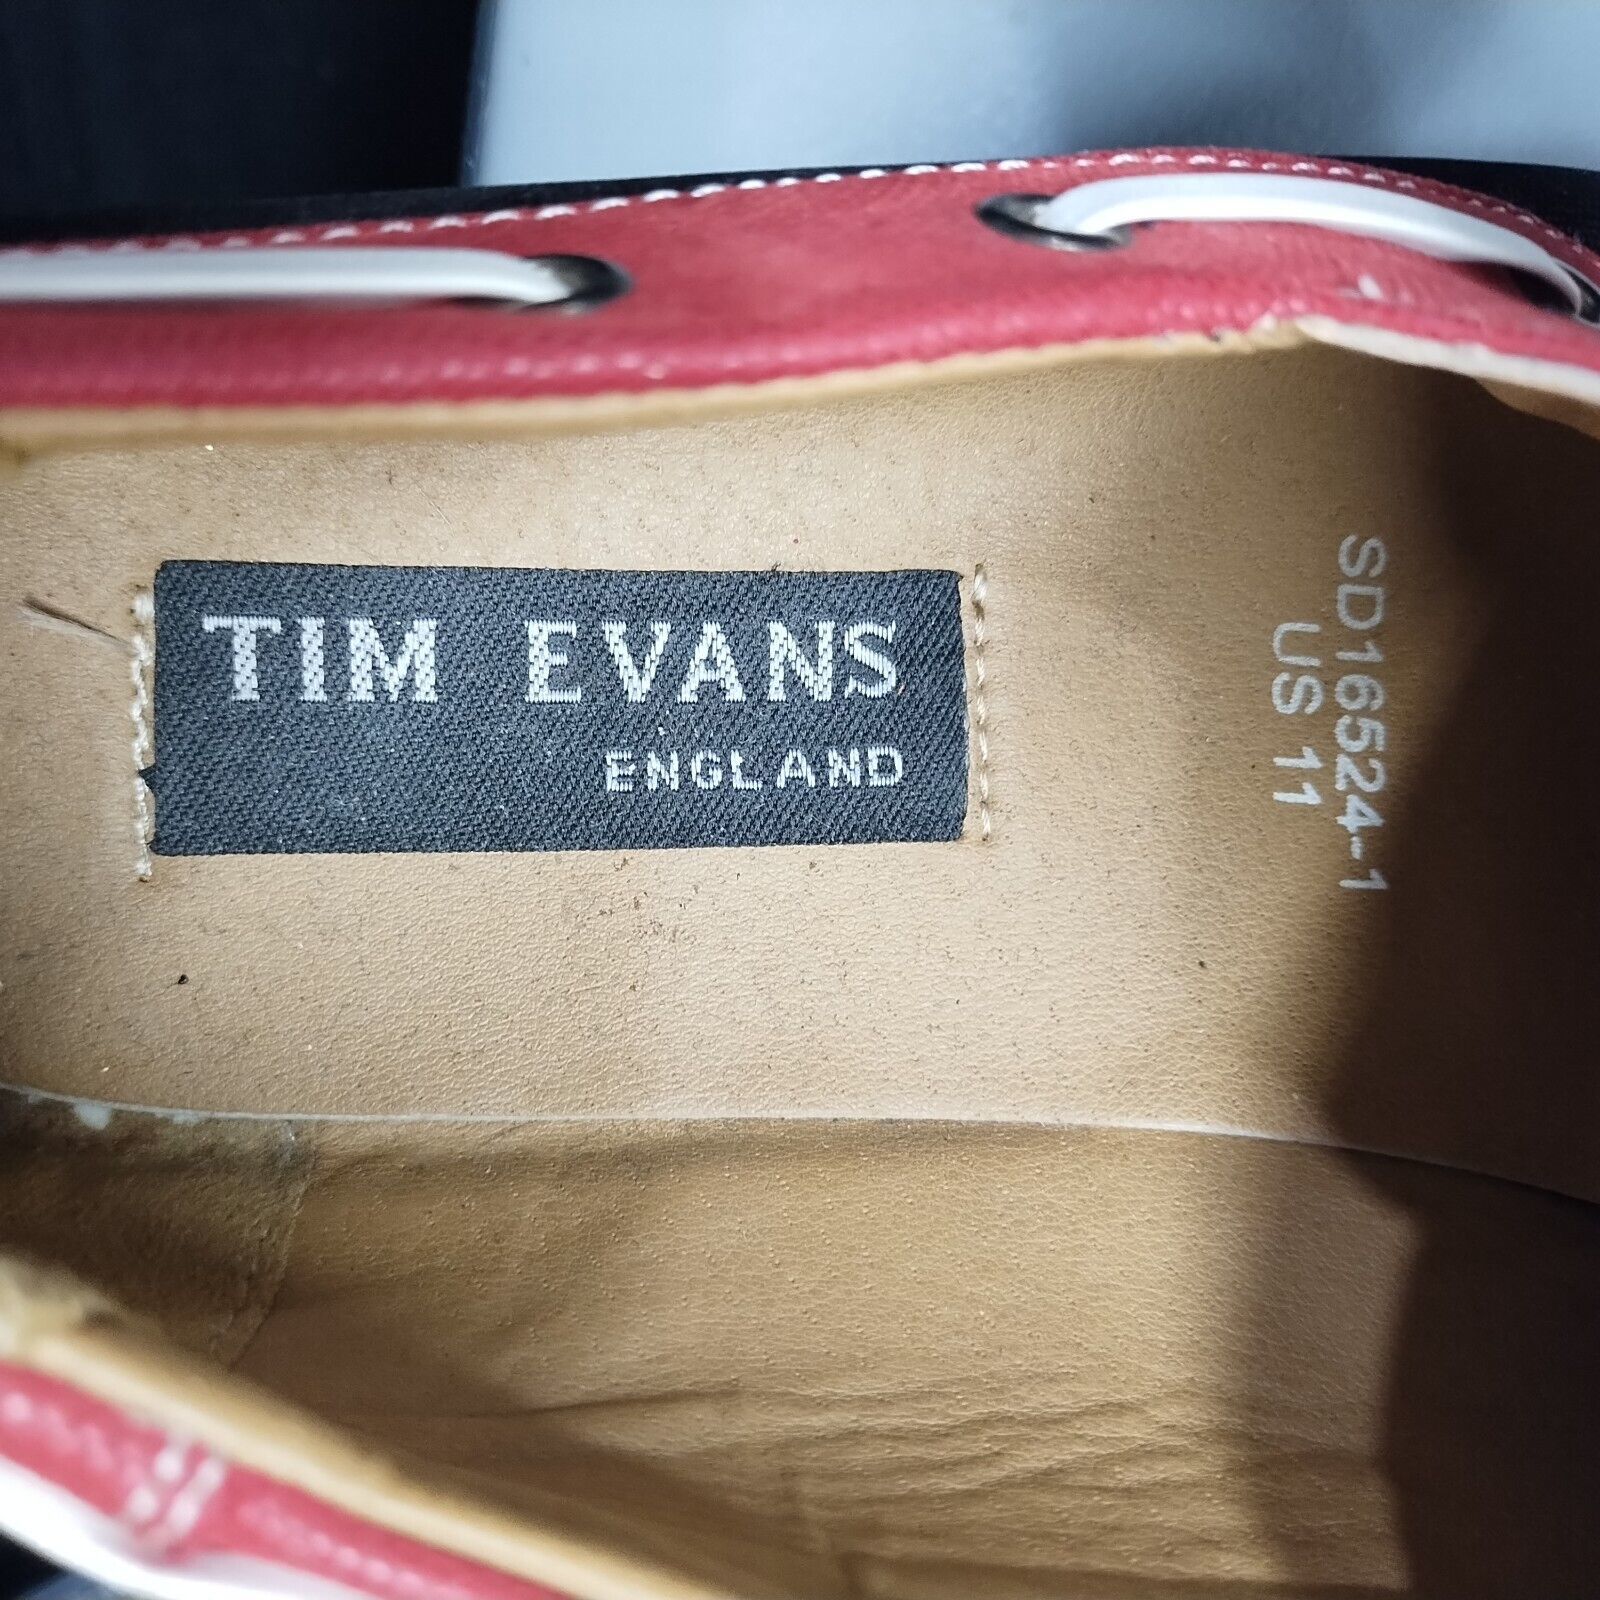 TIM EVANS
ENGLAND
SD16524-1
US 11